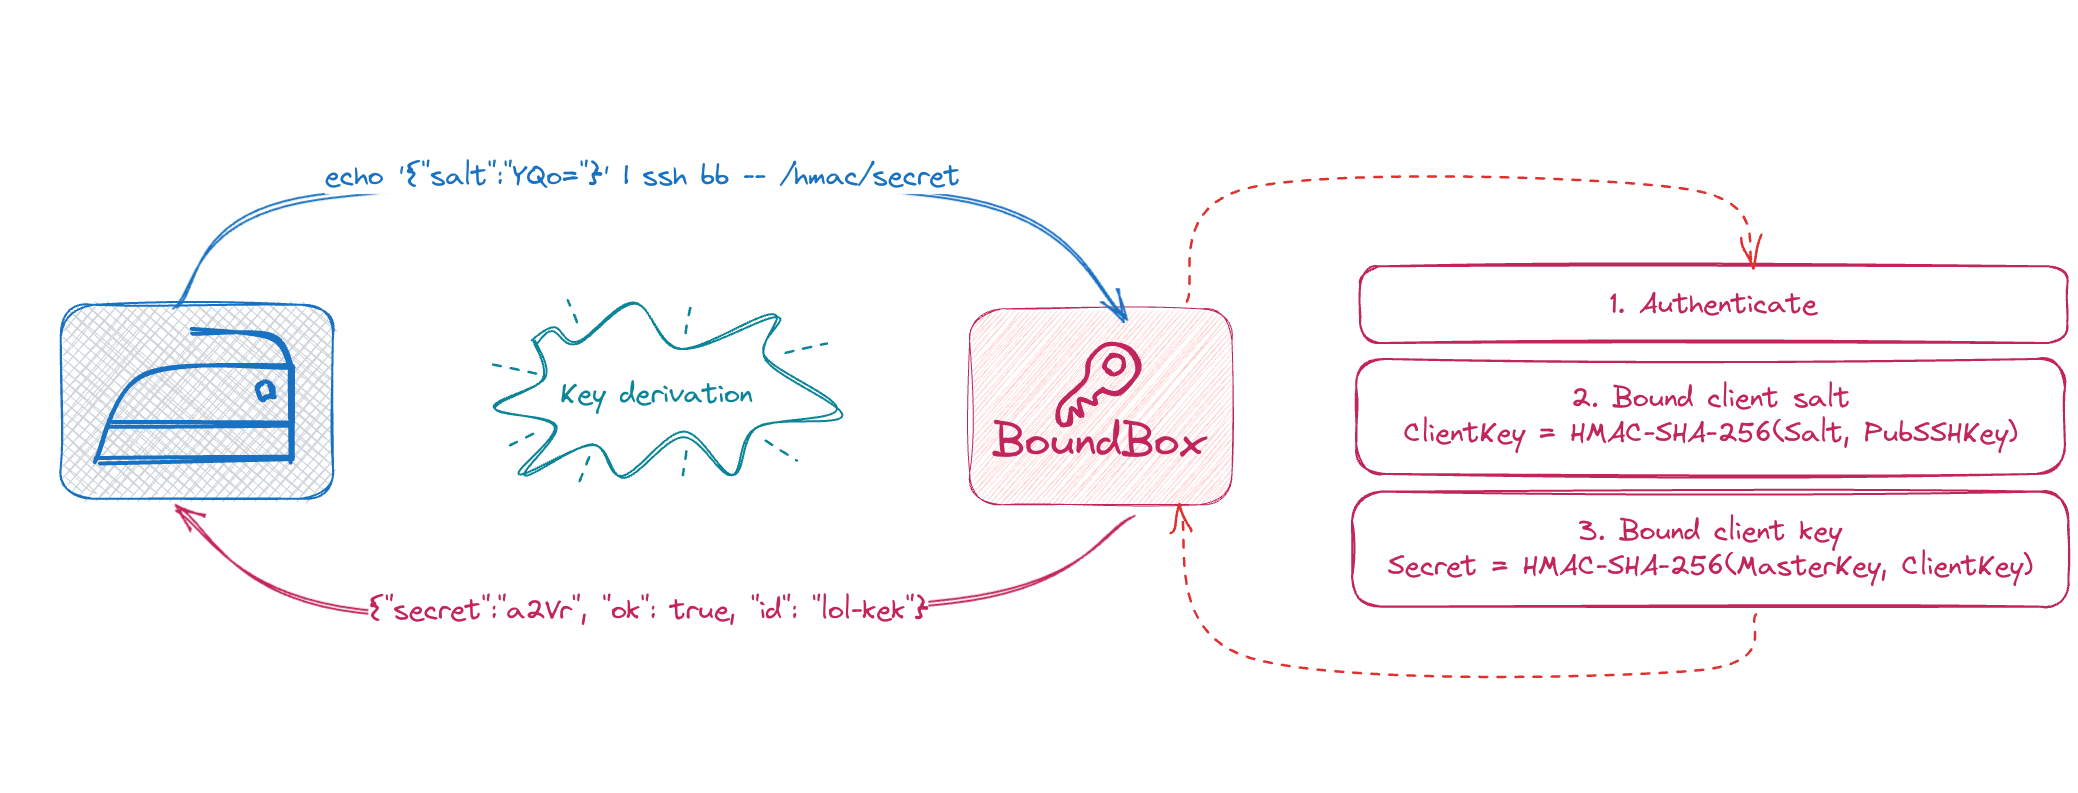 echo '{"salt":"YQo="}' | ssh bb -- /hmac/secret
Key derivation
BoundBox
{"secret":"a2Vr", "ok": true, "id": "lol-kek"}
1. Authenticate
2. Bound client salt
ClientKey = HMAC-SHA-256(Salt, PubSSHKey)
3. Bound client key
Secret = HMAC-SHA-256(MasterKey, ClientKey)